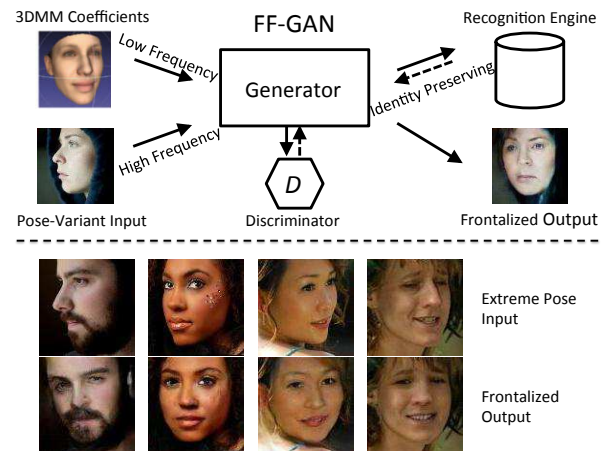 3DMM Coefficients
FF-GAN
Recognition Engine
Low Frequency
Generator
Identity Preserving
High Frequency
D
Pose-Variant Input
Discriminator
Frontalized Output
Extreme Pose
Input
Frontalized
Output